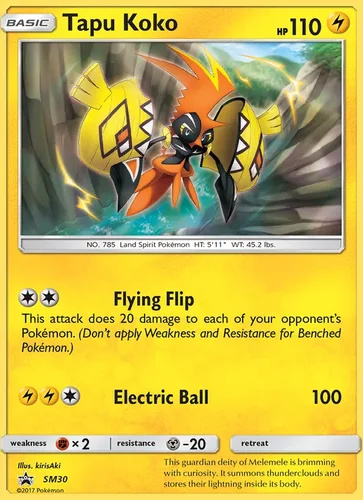 BASIC Tapu Koko HP 110
NO. 785 Land Spirit Pokémon HT: 5'11" WT: 45.2 lbs.
Flying Flip
This attack does 20 damage to each of your opponent's
Pokémon. (Don't apply Weakness and Resistance for Benched
Pokémon.)
Electric Ball 100
weakness × 2 resistance -20 retreat
Illus. kirisAki
SM30
©2017 Pokémon
This guardian deity of Melemele is brimming
with curiosity. It summons thunderclouds and
stores their lightning inside its body.